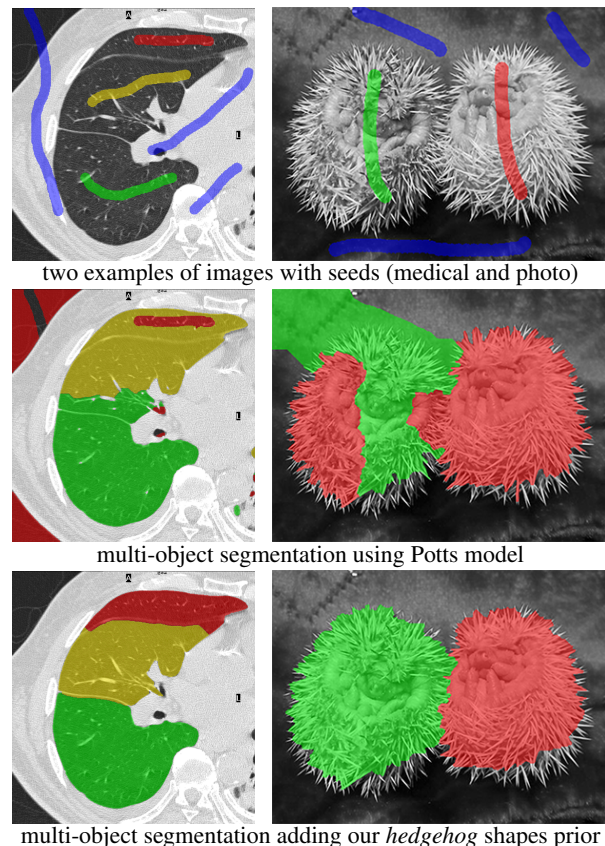 A
L
two examples of images with seeds (medical and photo)
A
L
multi-object segmentation using Potts model
A
L
multi-object segmentation adding our hedgehog shapes prior